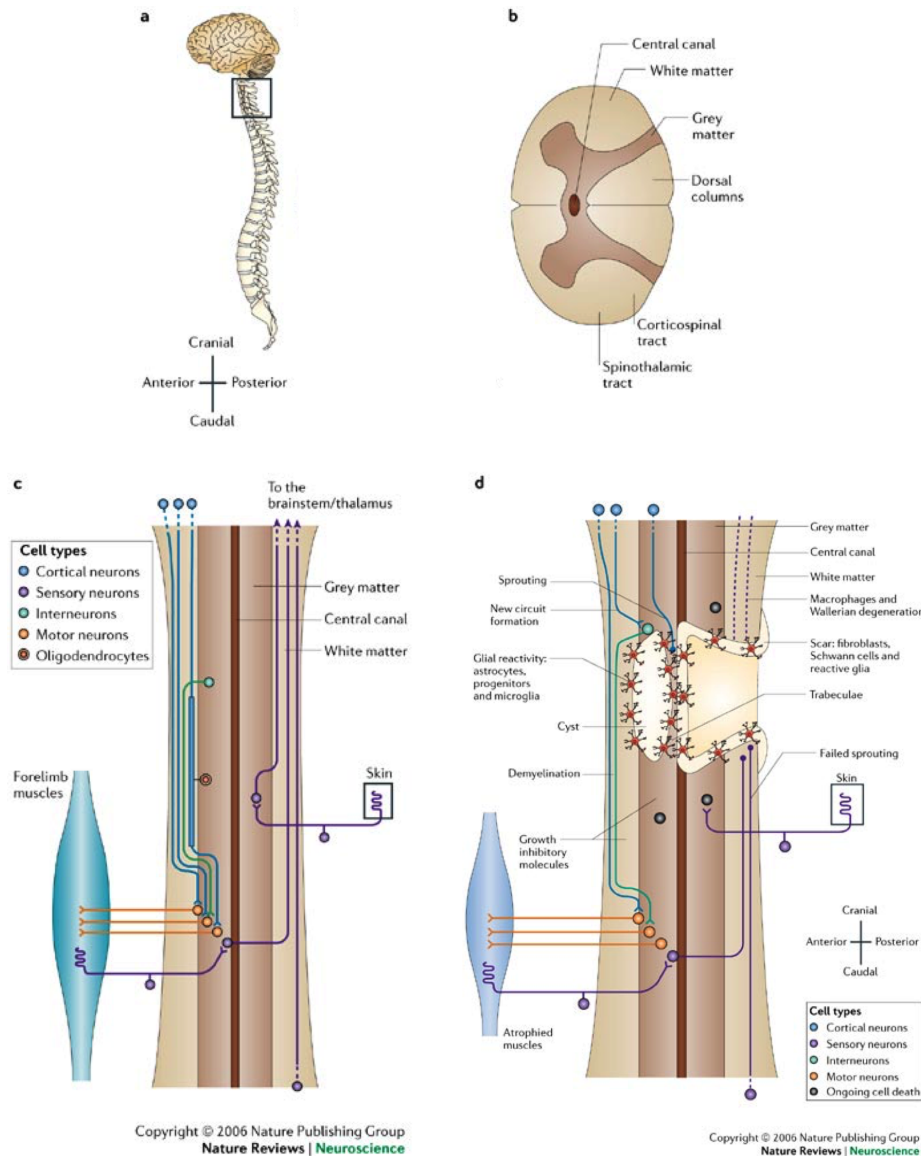 a
Cranial
Anterior
Posterior
Caudal
b
Central canal
White matter
Grey
matter
Dorsal
columns
Corticospinal
tract
Spinothalamic
tract
c
To the
brainstem/thalamus
Cell types
Cortical neurons
Sensory neurons
Interneurons
Motor neurons
Oligodendrocytes
Grey matter
Central canal
White matter
Forelimb
muscles
Skin
Copyright © 2006 Nature Publishing Group
Nature Reviews | Neuroscience
d
Grey matter
Central canal
White matter
Macrophages and
Wallerian degeneration
Scar: fibroblasts,
Schwann cells and
reactive glia
Trabeculae
Failed sprouting
Skin
Sprouting
New circuit
formation
Glial reactivity:
astrocytes,
progenitors
and microglia
Cyst
Demyelination
Growth
inhibitory
molecules
Atrophied
muscles
Cranial
Anterior
Posterior
Caudal
Cell types
Cortical neurons
Sensory neurons
Interneurons
Motor neurons
Ongoing cell death
Copyright © 2006 Nature Publishing Group
Nature Reviews | Neuroscience